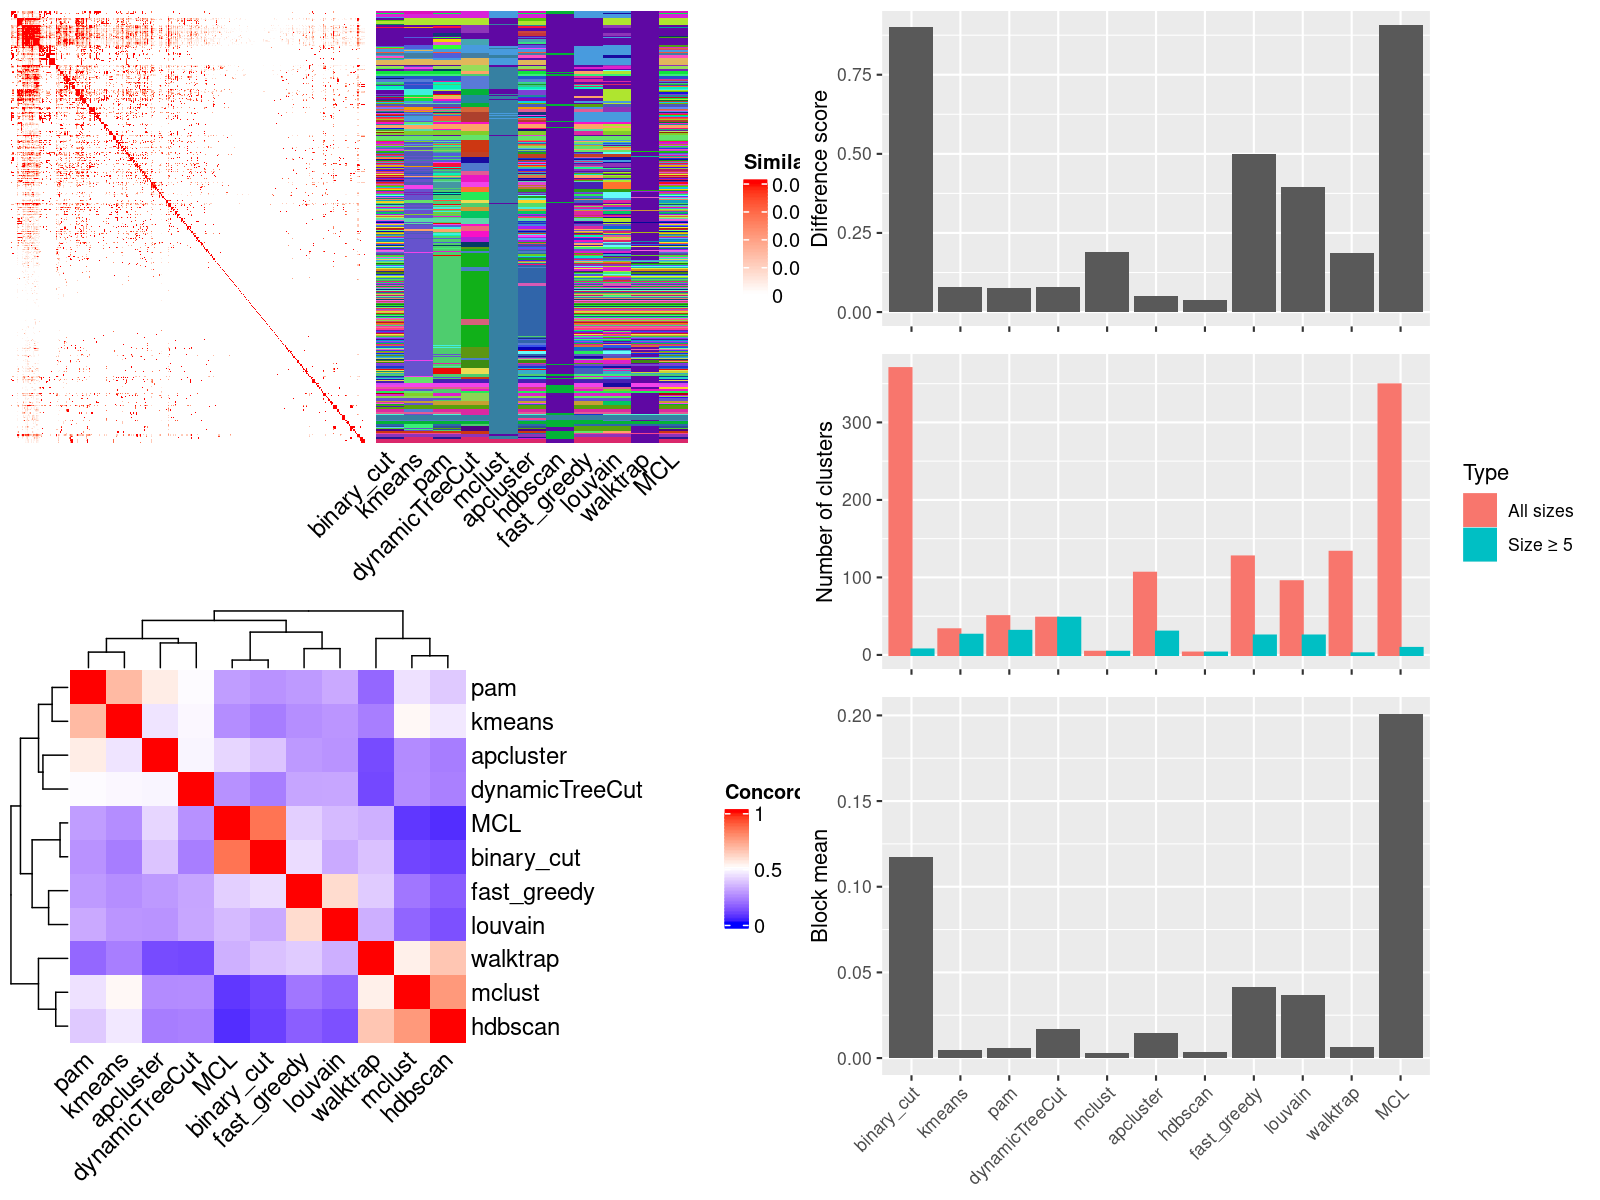 Simila
0.0
0.0
0.0
0.0
0
binary_cut
kmeans
pam
dynamicTreeCut
mclust
apcluster
hdbscan
fast_greedy
louvain
walktrap
MCL
pam
kmeans
apcluster
dynamicTreeCut
MCL
binary_cut
fast_greedy
louvain
walktrap
mclust
hdbscan
pam
kmeans
apcluster
dynamicTreeCut
MCL
binary_cut
fast_greedy
louvain
walktrap
mclust
hdbscan
Concord
1
0.5
0
Difference score
0.75
0.50
0.25
0.00
Number of clusters
300
200
100
0
Type
All sizes
Size ≥ 5
Block mean
0.20
0.15
0.10
0.05
0.00
binary_cut
kmeans
pam
dynamicTreeCut
mclust
apcluster
hdbscan
fast_greedy
louvain
walktrap
MCL